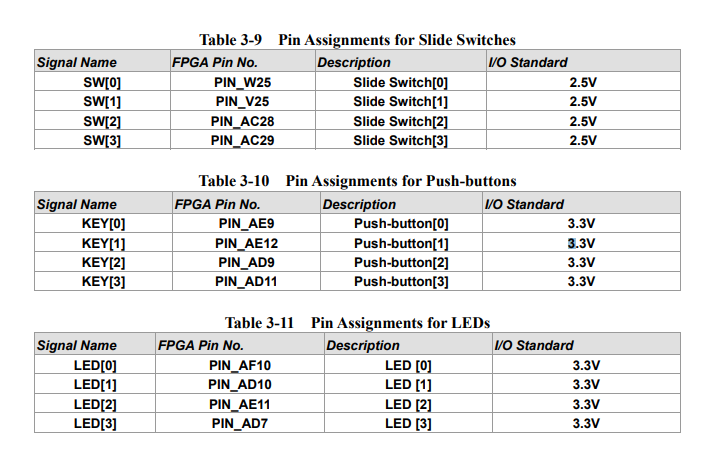 Table 3-9 Pin Assignments for Slide Switches
Signal Name FPGA Pin No. Description I/O Standard
SW[0] PIN_W25 Slide Switch[0] 2.5V
SW[1] PIN_V25 Slide Switch[1] 2.5V
SW[2] PIN_AC28 Slide Switch[2] 2.5V
SW[3] PIN_AC29 Slide Switch[3] 2.5V
Table 3-10 Pin Assignments for Push-buttons
Signal Name FPGA Pin No. Description I/O Standard
KEY[0] PIN_AE9 Push-button[0] 3.3V
KEY[1] PIN_AE12 Push-button[1] 3.3V
KEY[2] PIN_AD9 Push-button[2] 3.3V
KEY[3] PIN_AD11 Push-button[3] 3.3V
Table 3-11 Pin Assignments for LEDs
Signal Name FPGA Pin No. Description I/O Standard
LED[0] PIN_AF10 LED [0] 3.3V
LED[1] PIN_AD10 LED [1] 3.3V
LED[2] PIN_AE11 LED [2] 3.3V
LED[3] PIN_AD7 LED [3] 3.3V